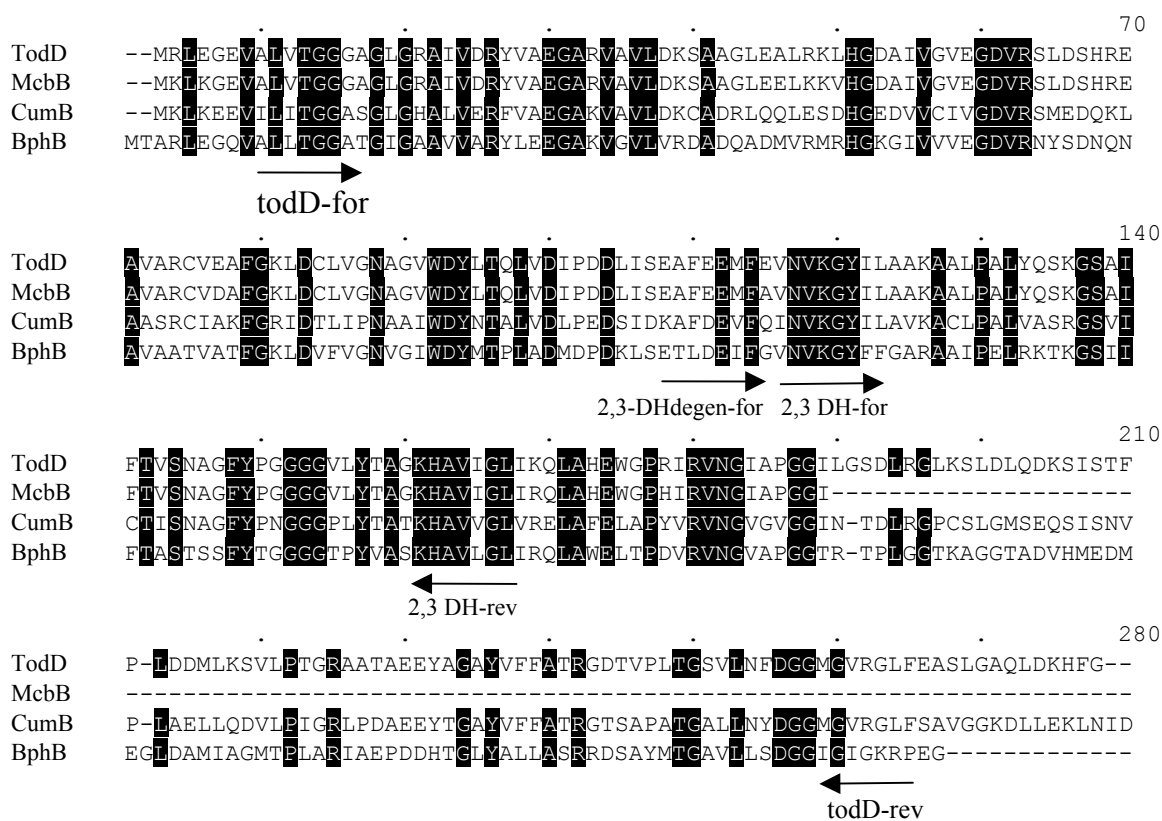 70
TodD --MRLEGEVALVTGGGAGLGRAIVDRYVAEGARVAVLDKSAAGLEALRKLHGDAIVGVEGDVRSLDSHRE
McbB --MKLKGEVALVTGGGAGLGRAIVDRYVAEGARVAVLDKSAAGLEELKKVHGDAIVGVEGDVRSLDSHRE
CumB --MKLKEEVILITGGASGLGHALVERFVAEGAKVAVLDKCADRLQQLESDHGEDVVCIVGDVRSMEDQKL
BphB MTARLEGQVALLTGGATGIGAAVVARYLEEGAKVGVLVRDADQADMVRMRHGKGIVVVEGDVRNYSDNQN
todD-for
140
TodD AVARCVEAFGKLDCLVGNAGVWDYLTQLVDIPDDLISEAFEEMFEVNVKGYILAAKAALPALYQSKGSAI
McbB AVARCVDAFGKLDCLVGNAGVWDYLTQLVDIPDDLISEAFEEMFAVNVKGYILAAKAALPALYQSKGSAI
CumB AASRCIAKFGRIDTLIPNAAIWDYNTALVDLPEDSIDKAFDEVFQINVKGYILAVKACLPALVASRGSVI
BphB AVAATVATFGKLDVFVGNVGIWDYMTPLADMDPDKLSETLDEIFGVNVKGYFFGARAAIPELRKTKGSII
2,3-DHdegen-for 2,3 DH-for
210
TodD FTVSNAGFYPGGGGVLYTAGKHAVIGLIKQLAHEWGPRIRVNGIAPGGILGSDLRGLKSLDLQDKSISTF
McbB FTVSNAGFYPGGGGVLYTAGKHAVIGLIRQLAHEWGPHIRVNGIAPGGI---------------------
CumB CTISNAGFYPNGGGPLYTATKHAVVGLVRELAFELAPYVRVNGVGVGGIN-TDLRGPCSLGMSEQSISNV
BphB FTASTSSFYTGGGGTPYVASKHAVLGLIRQLAWELTPDVRVNGVAPGGTR-TPLGGTKAGGTADVHMEDM
2,3 DH-rev
280
TodD P-LDDMLKSVLPTGRAATAEEYAGAYVFFATRGDTVPLTGSVLNFDGGMGVRGLFEASLGAQLDKHFG--
McbB ----------------------------------------------------------------------
CumB P-LAELLQDVLPIGRLPDAEEYTGAYVFFATRGTSAPATGALLNYDGGMGVRGLFSAVGGKDLLEKLNID
BphB EGLDAMIAGMTPLARIAEPDDHTGLYALLASRRDSAYMTGAVLLSDGGIGIGKRPEG-------------
todD-rev